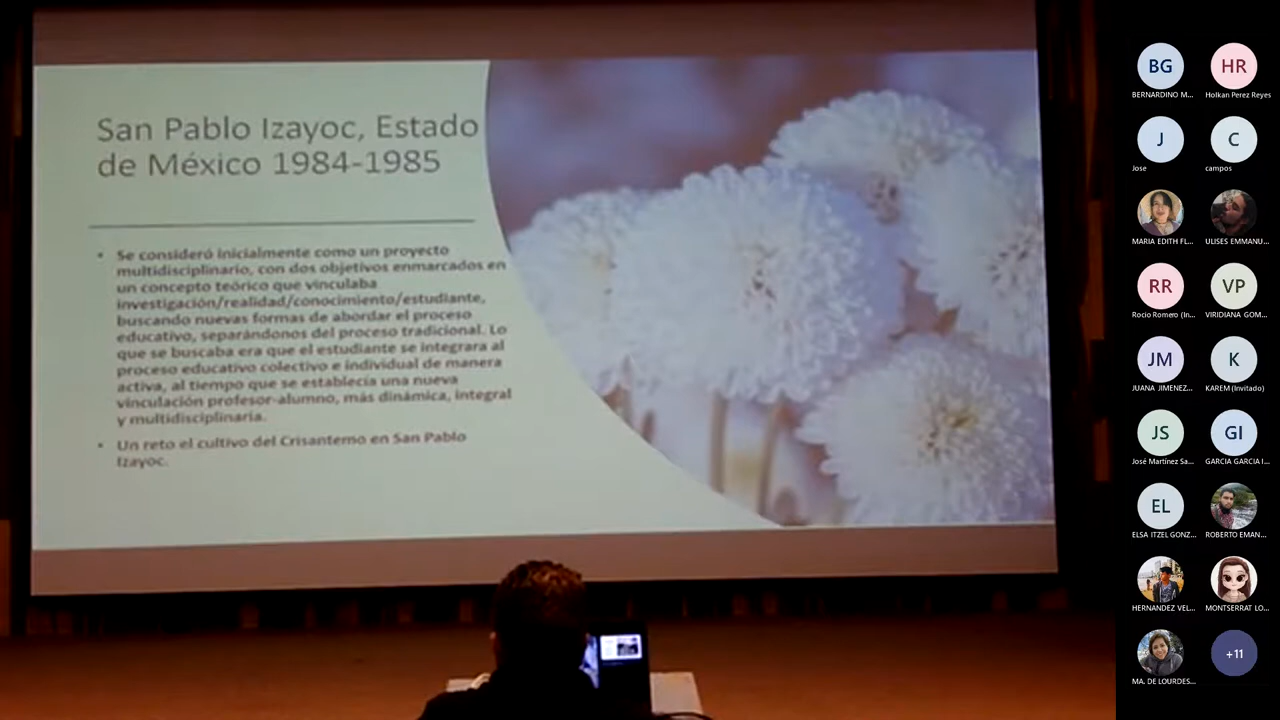 San Pablo Izayoc, Estado
de México 1984-1985
• Se consideró inicialmente como un proyecto
multidisciplinario, con dos objetivos enmarcados en
un concepto teórico que vinculaba
investigación/realidad/conocimiento/estudiante,
buscando nuevas formas de abordar el proceso
educativo, separándonos del proceso tradicional. Lo
que se buscaba era que el estudiante se integrara al
proceso educativo colectivo e individual de manera
activa, al tiempo que se establecía una nueva
vinculación profesor-alumno, más dinámica, integral
y multidisciplinaria.
• Un reto el cultivo del Crisantemo en San Pablo
Izayoc.
BG
BERNARDINO M...
HR
Holkan Perez Reyes
J
Jose
C
campos
MARIA EDITH FL...
ULISES EMMANU...
RR
Rocio Romero (In...
VP
VIRIDIANA GOM...
JM
JUANA JIMENEZ...
K
KAREM (Invitado)
JS
José Martínez Sa...
GI
GARCIA GARCIA I...
EL
ELSA ITZEL GONZ...
ROBERTO EMAN...
HERNANDEZ VEL...
MONTSERRAT LO...
MA. DE LOURDES...
+11